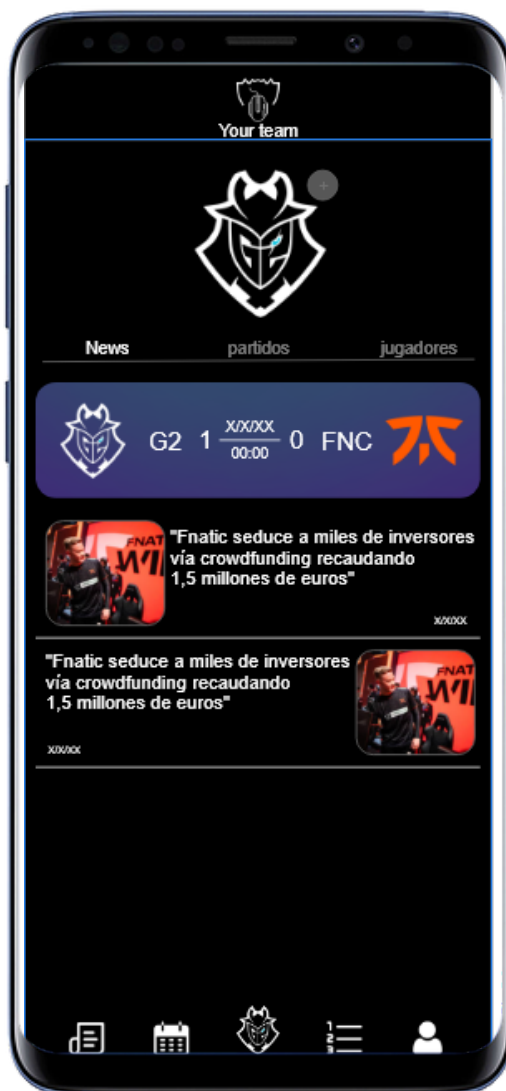 Your team
News partidos jugadores
G2 1 X/X/XX 0 FNC
00:00
"Fnatic seduce a miles de inversores
vía crowdfunding recaudando
1,5 millones de euros"
X/X/XX
"Fnatic seduce a miles de inversores
vía crowdfunding recaudando
1,5 millones de euros"
X/X/XX